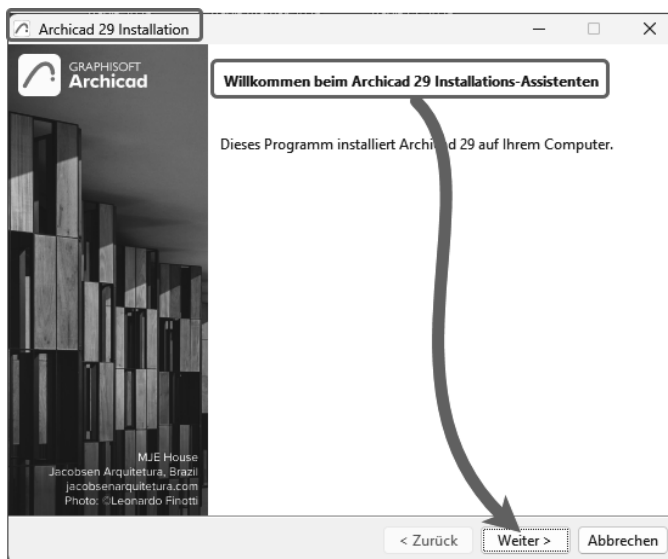 Archicad 29 Installation
GRAPHISOFT
Archicad
Willkommen beim Archicad 29 Installations-Assistenten
Dieses Programm installiert Archicad 29 auf Ihrem Computer.
MJE House
Jacobsen Arquitetura, Brazil
jacobsenarquitetura.com
Photo: ©Leonardo Finotti
< Zurück
Weiter >
Abbrechen